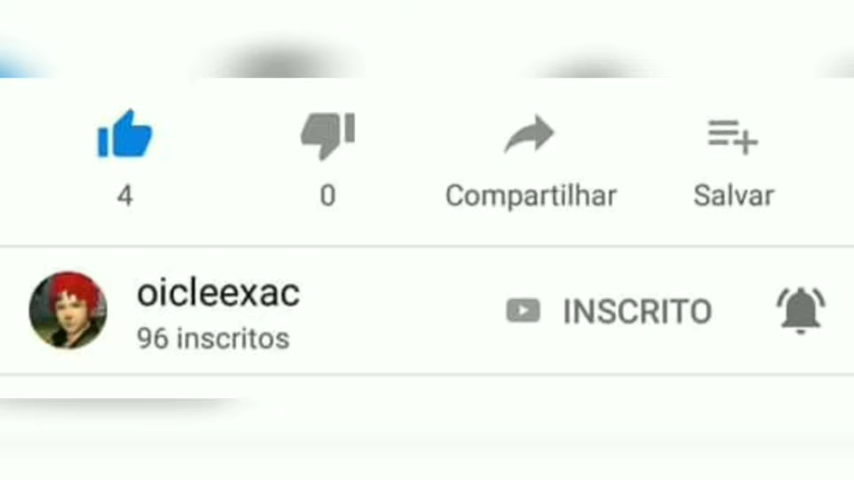 4
0
Compartilhar
Salvar
oicleexac
96 inscritos
INSCRITO